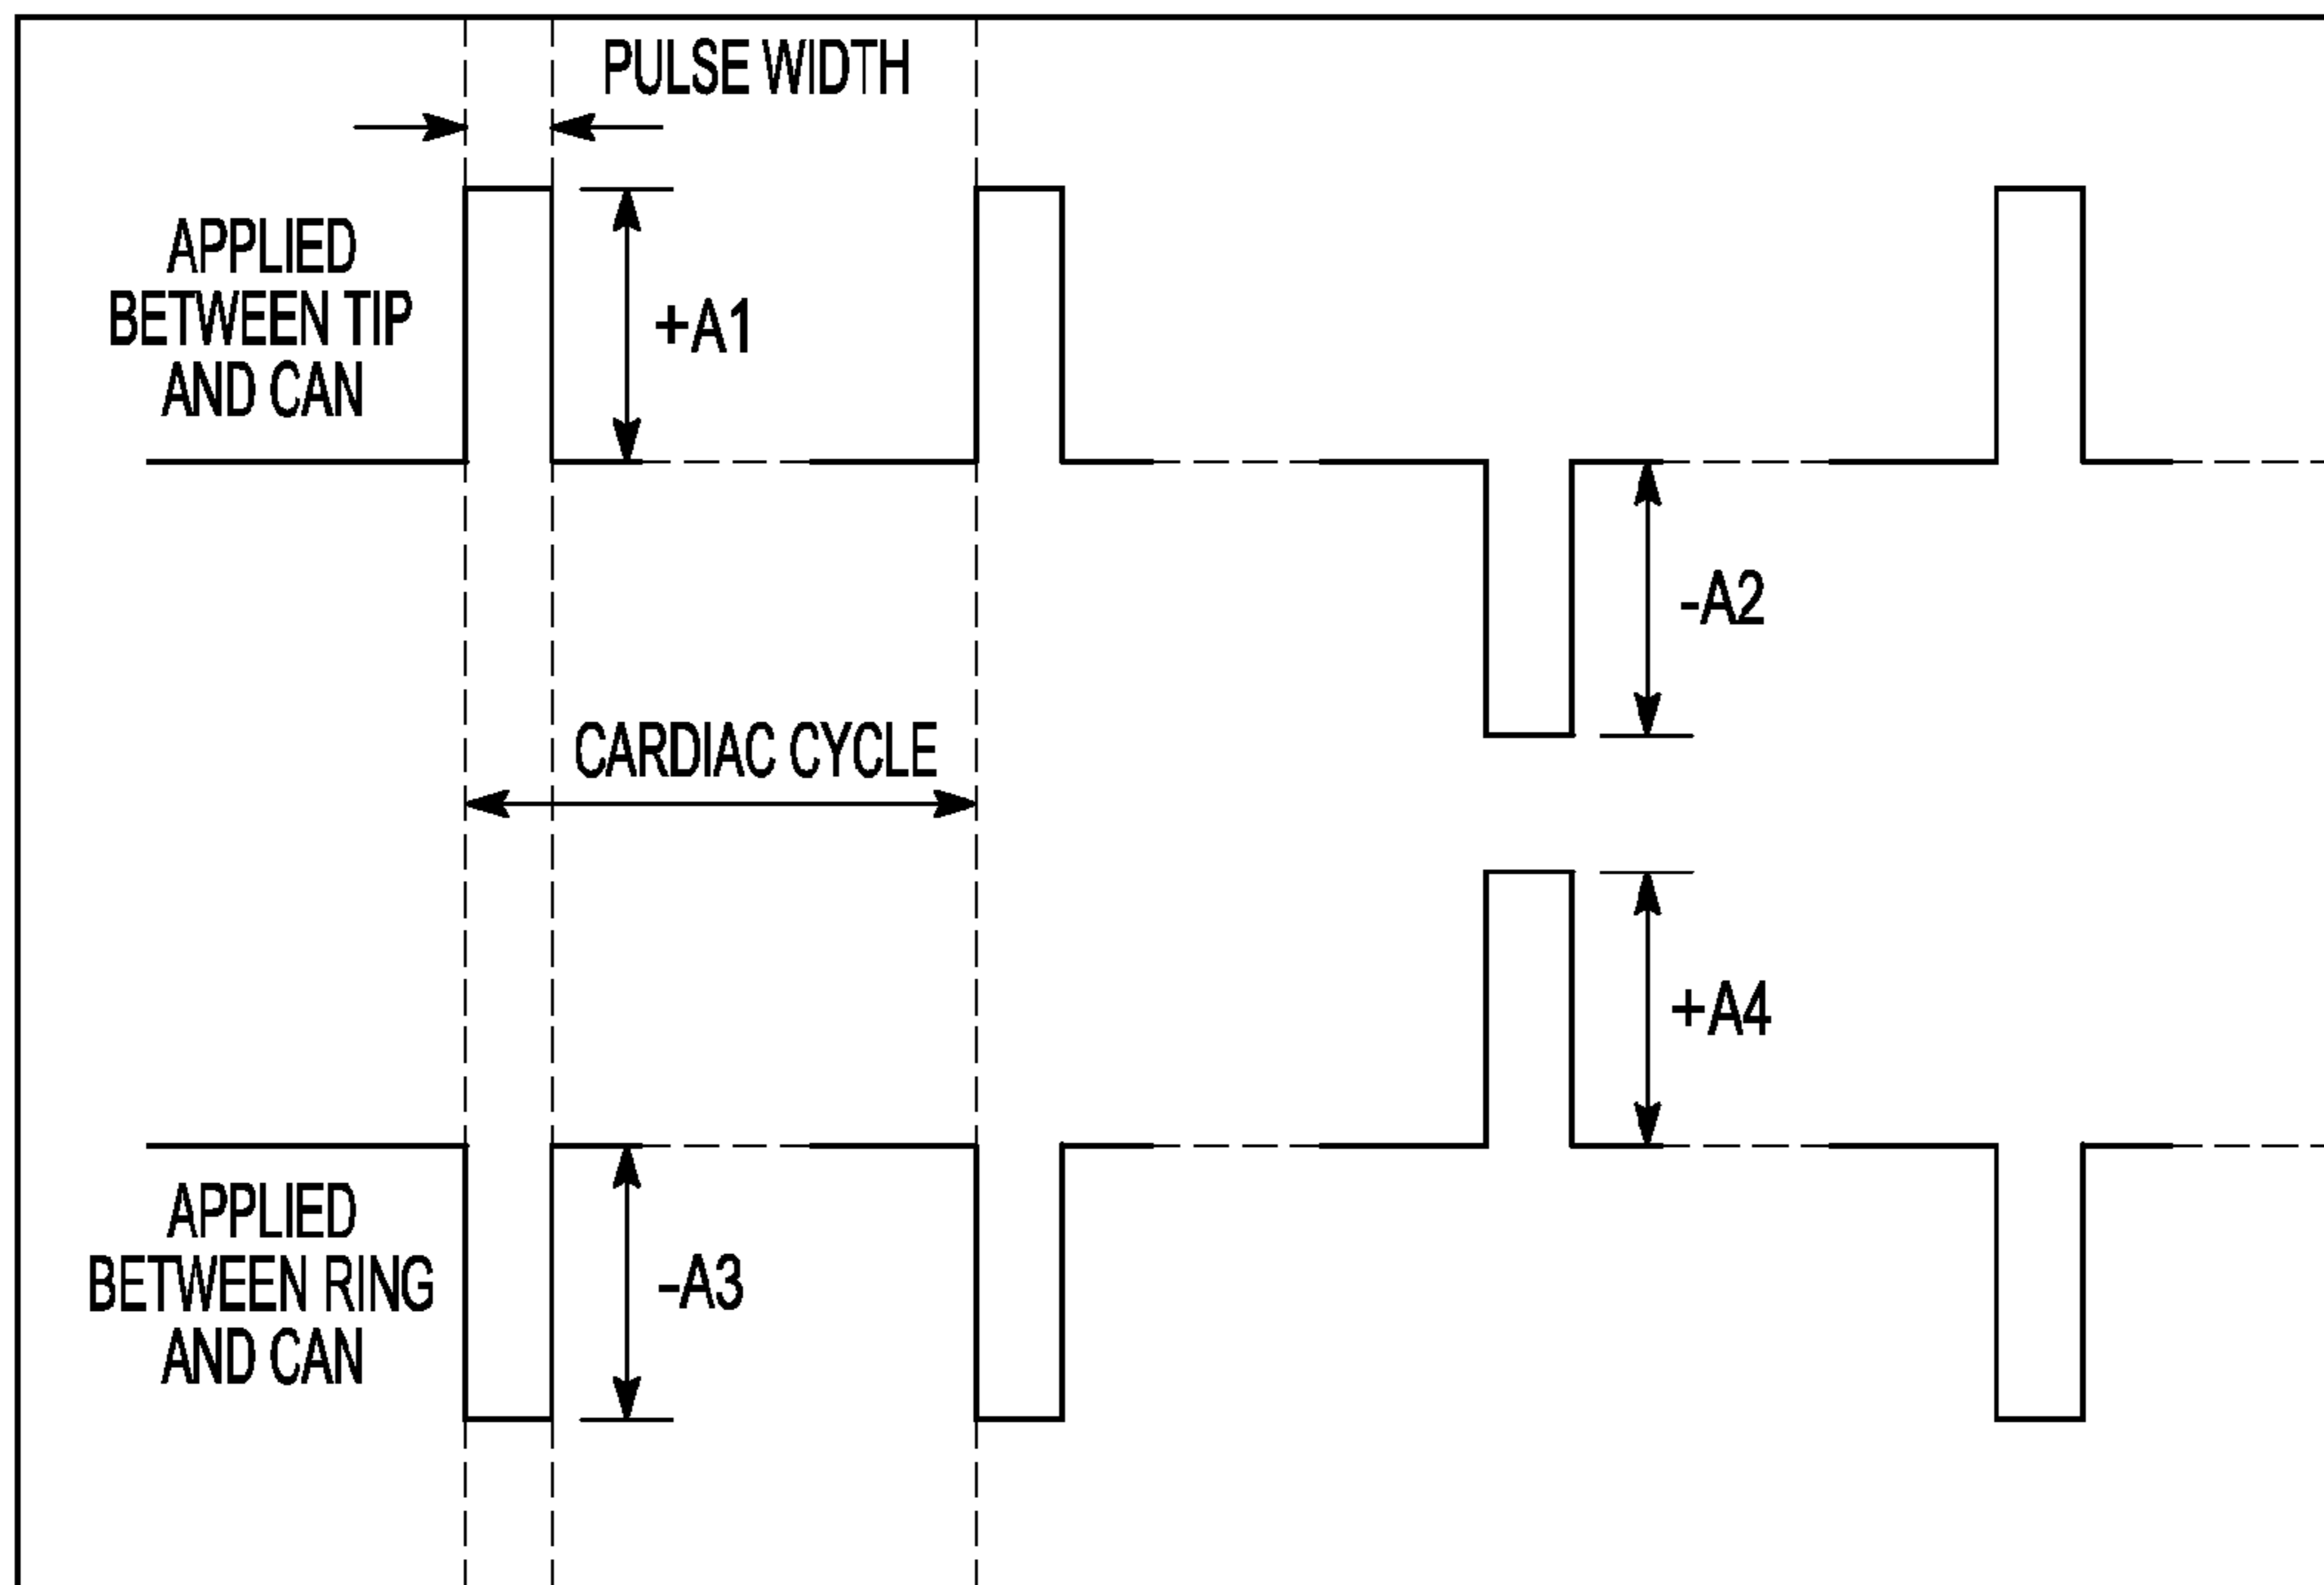 PULSE WIDTH
APPLIED
BETWEEN TIP
AND CAN
+A1
-A2
CARDIAC CYCLE
+A4
APPLIED
BETWEEN RING
AND CAN
-A3